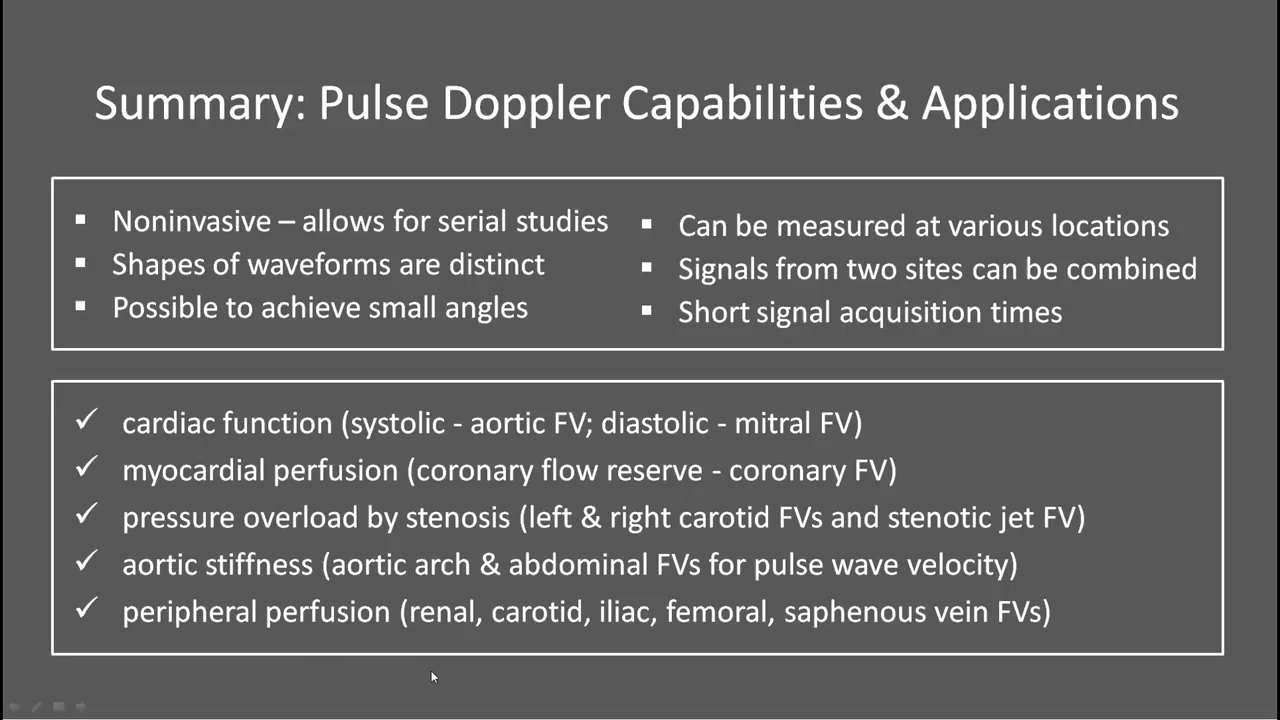 Summary: Pulse Doppler Capabilities & Applications
▪ Noninvasive – allows for serial studies
▪ Shapes of waveforms are distinct
▪ Possible to achieve small angles
▪ Can be measured at various locations
▪ Signals from two sites can be combined
▪ Short signal acquisition times
✓ cardiac function (systolic - aortic FV; diastolic - mitral FV)
✓ myocardial perfusion (coronary flow reserve - coronary FV)
✓ pressure overload by stenosis (left & right carotid FVs and stenotic jet FV)
✓ aortic stiffness (aortic arch & abdominal FVs for pulse wave velocity)
✓ peripheral perfusion (renal, carotid, iliac, femoral, saphenous vein FVs)